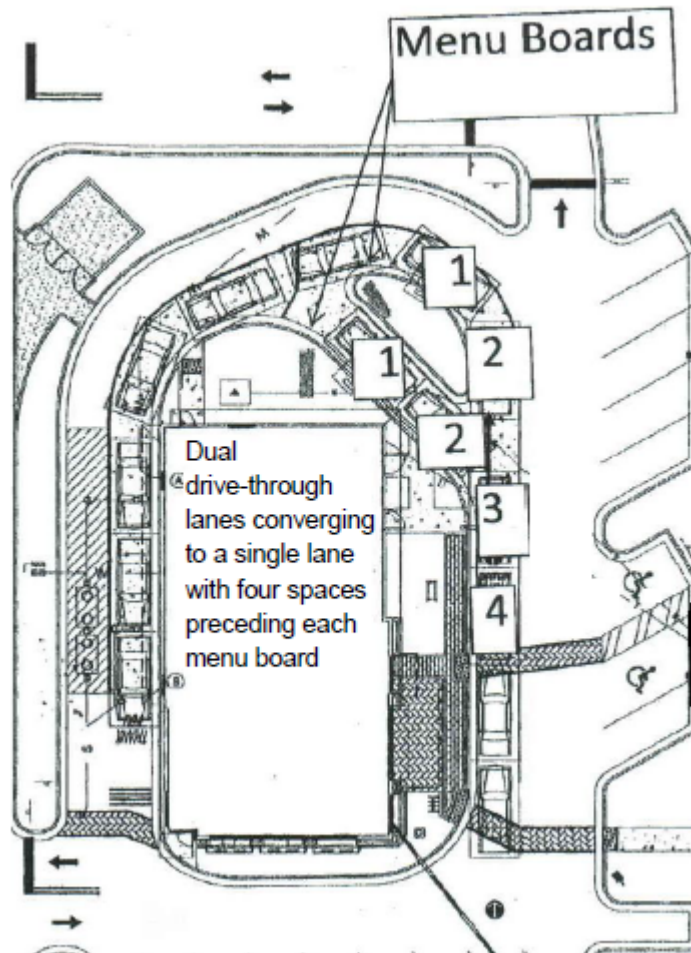 Menu Boards
1
2
1
2
3
4
Dual
drive-through
lanes converging
to a single lane
with four spaces
preceding each
menu board
A
B
M